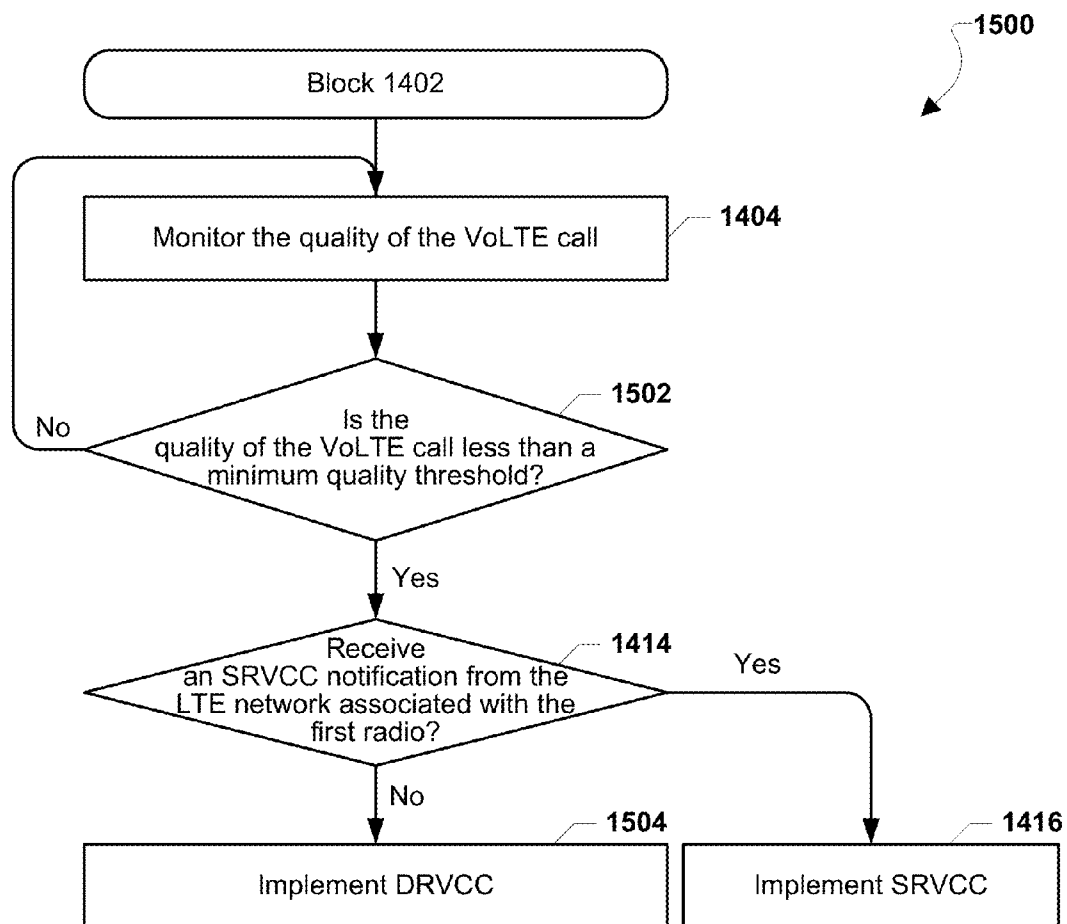 1500
Block 1402
Monitor the quality of the VoLTE call
1404
Is the
quality of the VoLTE call less than a
minimum quality threshold?
1502
No
Yes
Receive
an SRVCC notification from the
LTE network associated with the
first radio?
1414
Yes
No
1504
1416
Implement DRVCC
Implement SRVCC